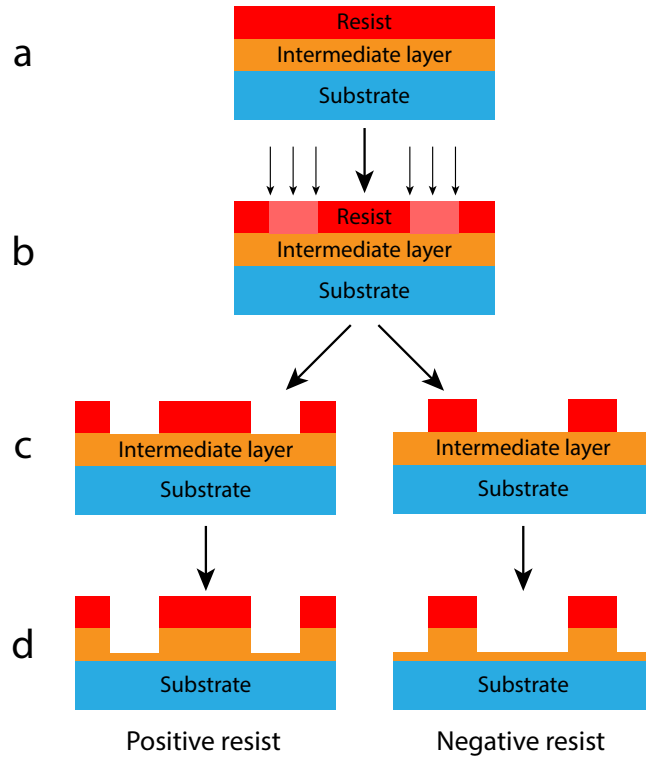 a
Resist
Intermediate layer
Substrate
b
Resist
Intermediate layer
Substrate
c
Intermediate layer
Substrate
Intermediate layer
Substrate
d
Substrate
Substrate
Positive resist
Negative resist